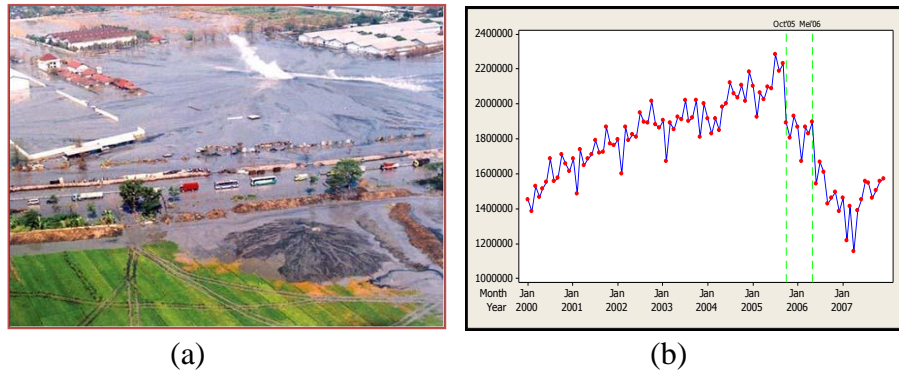 Oct'05 Mei'06
2400000
2200000
2000000
1800000
1600000
1400000
1200000
1000000
Month Jan Jan Jan Jan Jan Jan Jan Jan
Year 2000 2001 2002 2003 2004 2005 2006 2007
(a) (b)